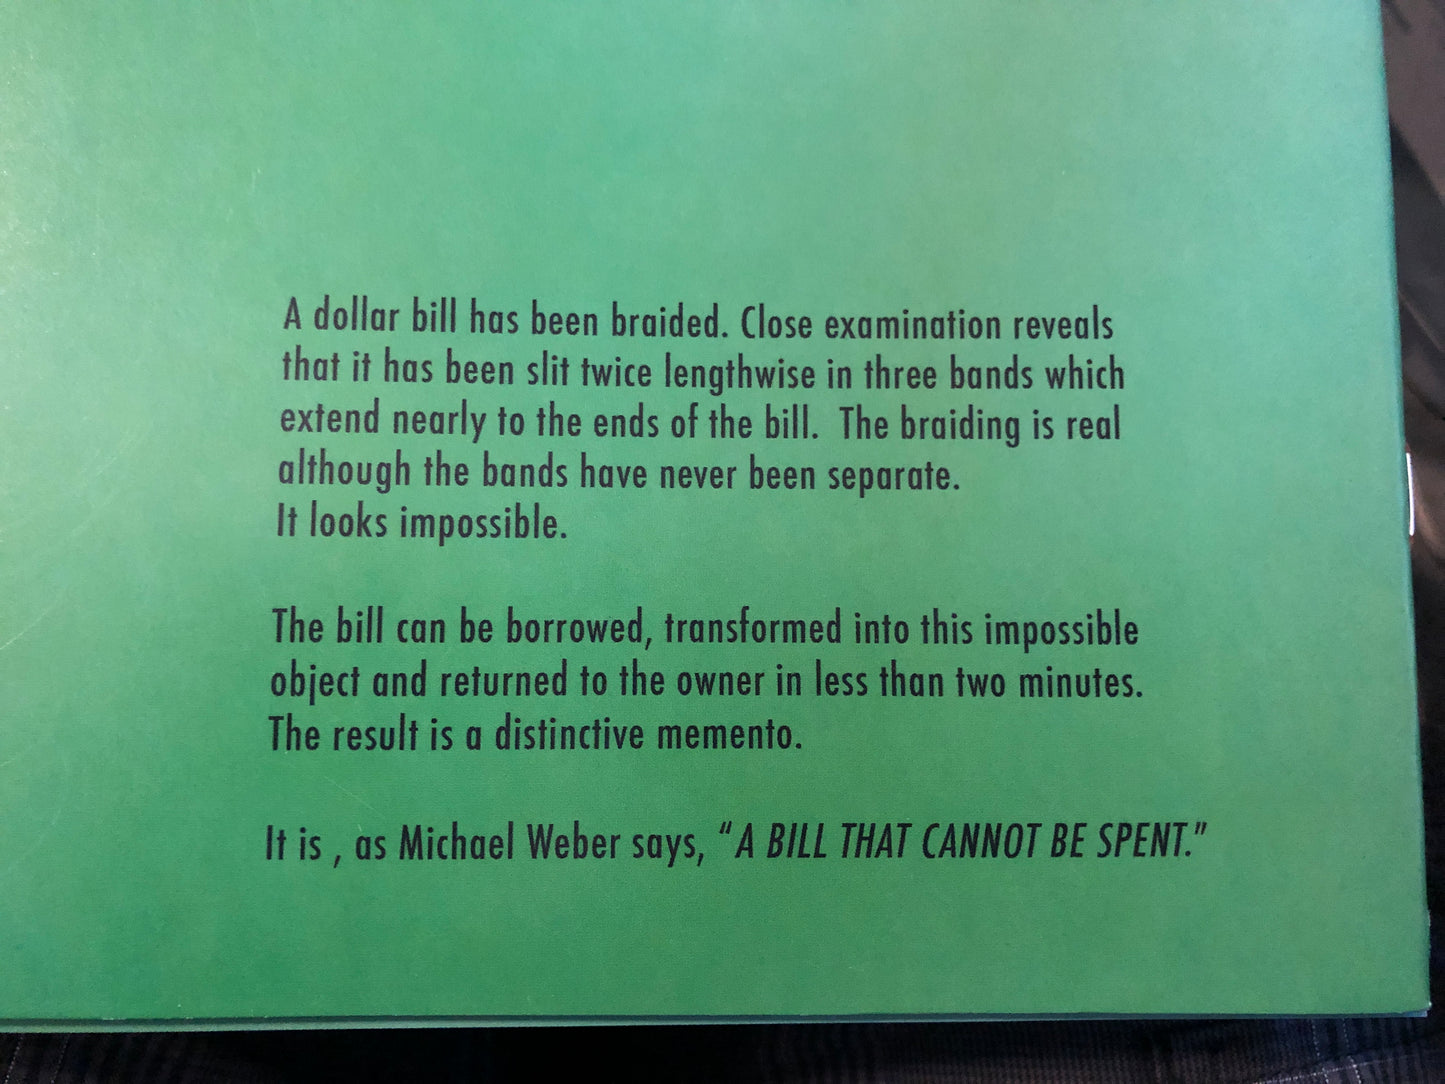 A dollar bill has been braided. Close examination reveals
that it has been slit twice lengthwise in three bands which
extend nearly to the ends of the bill. The braiding is real
although the bands have never been separate.
It looks impossible.
The bill can be borrowed, transformed into this impossible
object and returned to the owner in less than two minutes.
The result is a distinctive memento.
It is , as Michael Weber says, "A BILL THAT CANNOT BE SPENT."